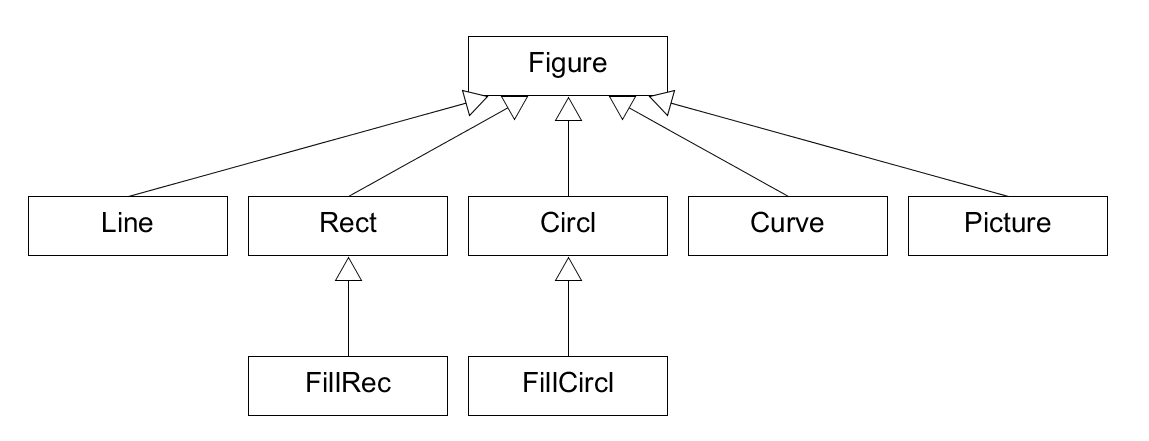 Figure
Line
Rect
Circl
Curve
Picture
FillRec
FillCircl